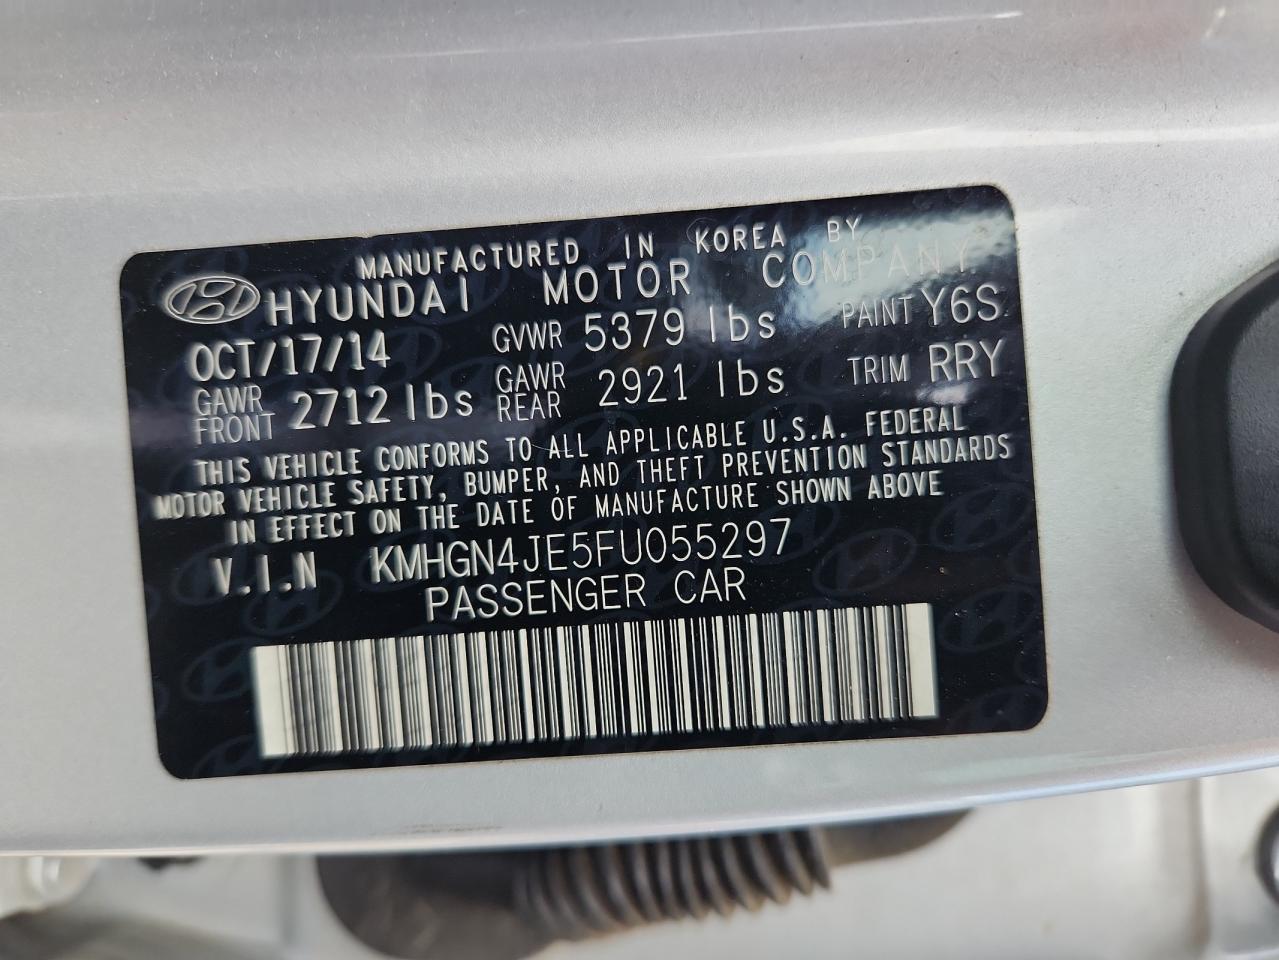 MANUFACTURED IN KOREA BY
HYUNDAI MOTOR COMPANY
OCT/17/14 GVWR 5379 lbs PAINT Y6S
GAWR FRONT 2712 lbs GAWR REAR 2921 lbs TRIM RRY
THIS VEHICLE CONFORMS TO ALL APPLICABLE U.S.A. FEDERAL
MOTOR VEHICLE SAFETY, BUMPER, AND THEFT PREVENTION STANDARDS
IN EFFECT ON THE DATE OF MANUFACTURE SHOWN ABOVE
V.I.N KMHGN4JE5FU055297
PASSENGER CAR